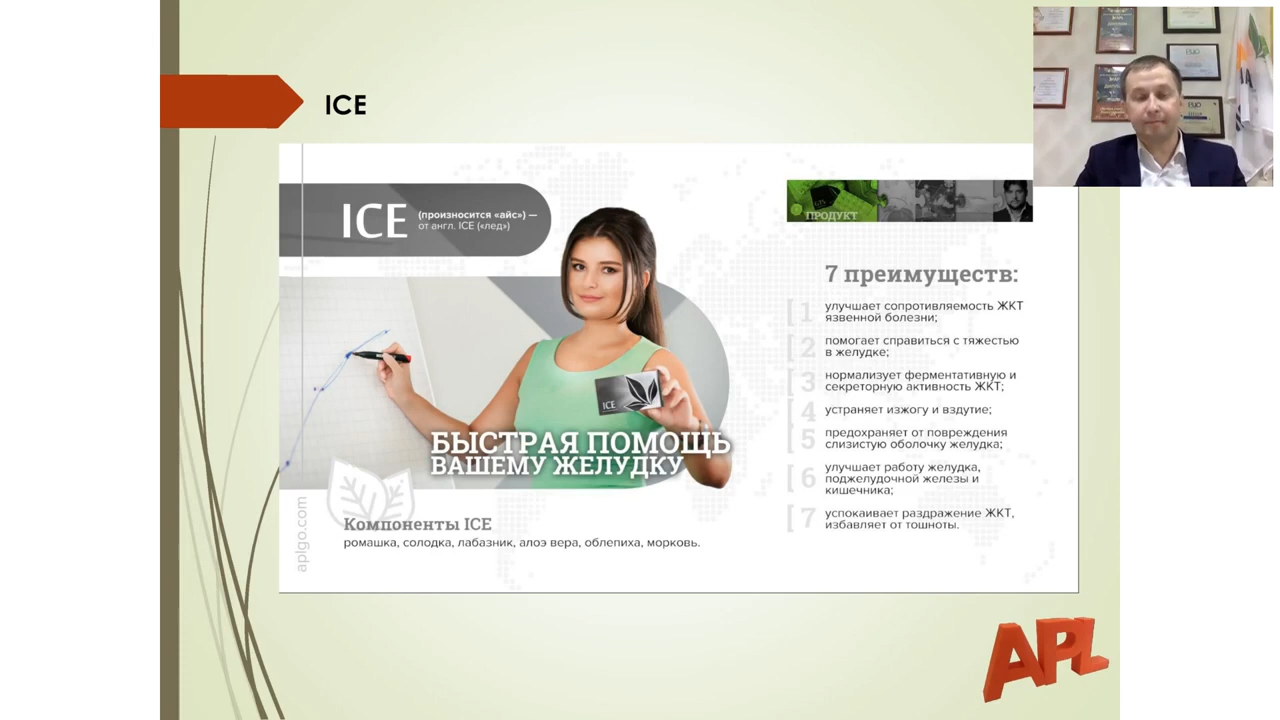 ICE
ICE
(произносится «айс») —
от англ. ICE («лед»)
ПРОДУКТ
7 преимуществ:
[ 1 улучшает сопротивляемость ЖКТ
язвенной болезни;
[ 2 помогает справиться с тяжестью
в желудке;
[ 3 нормализует ферментативную и
секреторную активность ЖКТ;
[ 4 устраняет изжогу и вздутие;
[ 5 предохраняет от повреждения
слизистую оболочку желудка;
[ 6 улучшает работу желудка,
поджелудочной железы и
кишечника;
[ 7 успокаивает раздражение ЖКТ,
избавляет от тошноты.
ICE
БЫСТРАЯ ПОМОЩЬ
ВАШЕМУ ЖЕЛУДКУ
Компоненты ICE
ромашка, солодка, лабазник, алоэ вера, облепиха, морковь.
aplgo.com
APL